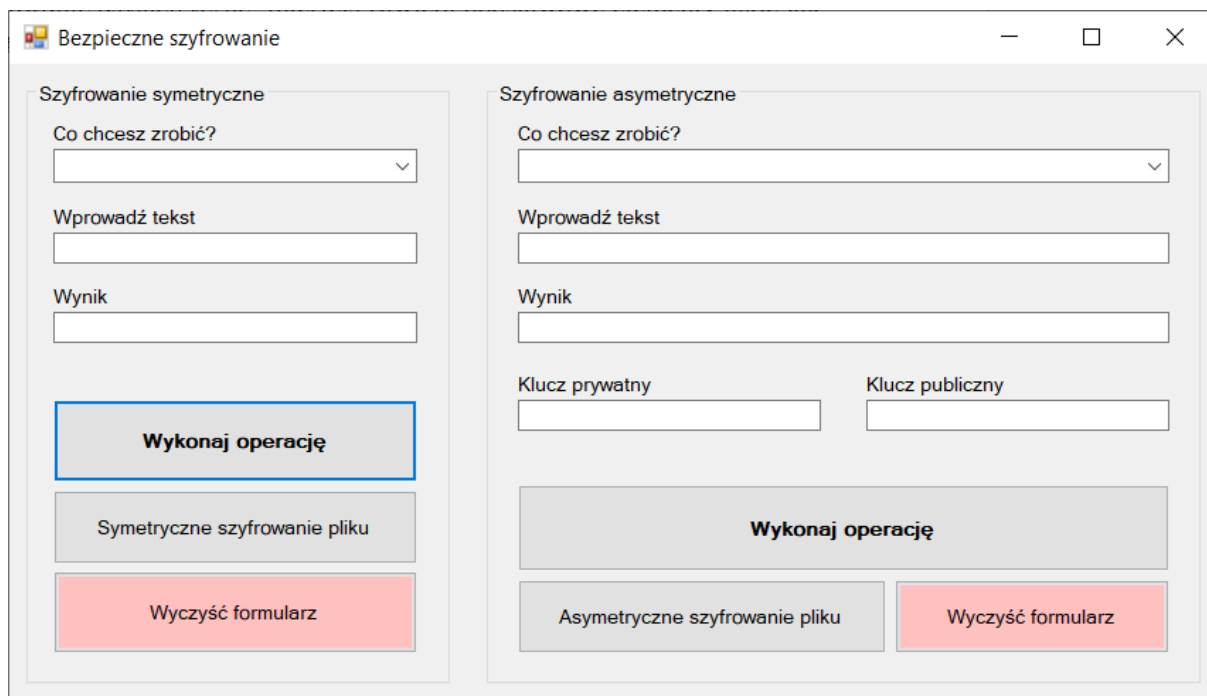 Bezpieczne szyfrowanie
Szyfrowanie symetryczne
Co chcesz zrobić?
Wprowadź tekst
Wynik
Wykonaj operację
Symetryczne szyfrowanie pliku
Wyczyść formularz
Szyfrowanie asymetryczne
Co chcesz zrobić?
Wprowadź tekst
Wynik
Klucz prywatny
Klucz publiczny
Wykonaj operację
Asymetryczne szyfrowanie pliku
Wyczyść formularz